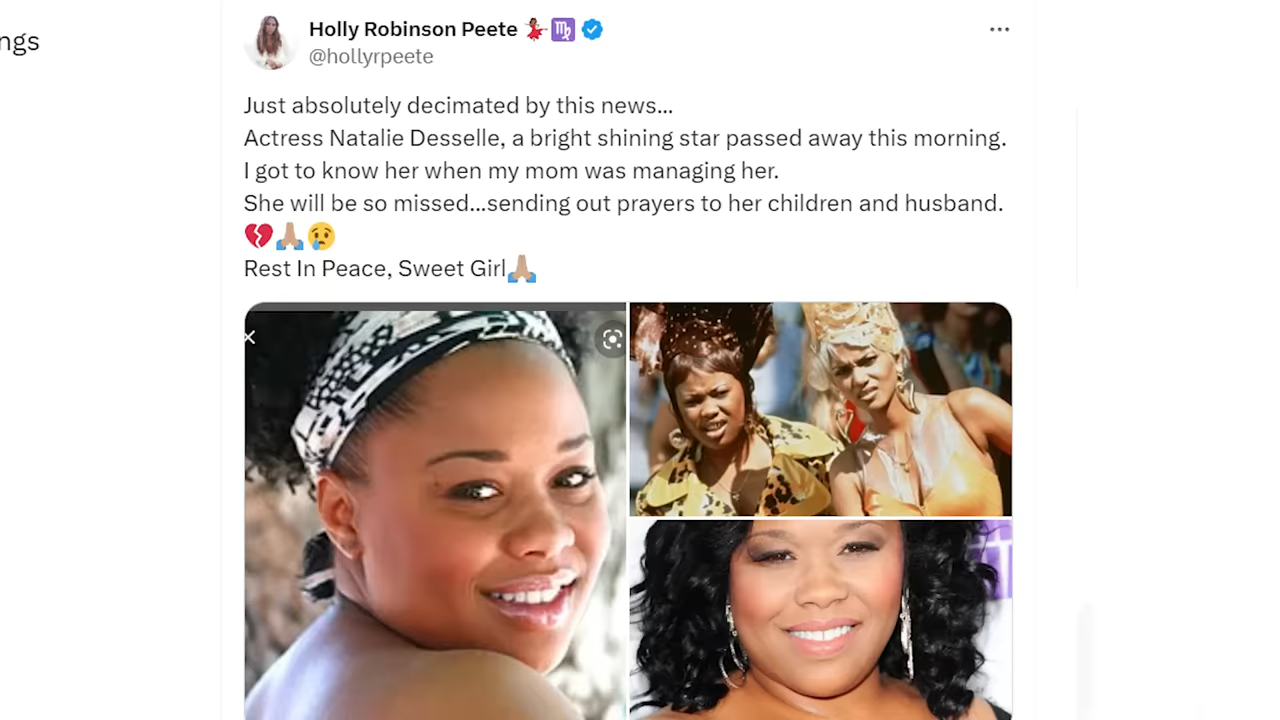 ngs
Holly Robinson Peete 💃🏾♍
@hollyrpeete
Just absolutely decimated by this news...
Actress Natalie Desselle, a bright shining star passed away this morning.
I got to know her when my mom was managing her.
She will be so missed...sending out prayers to her children and husband.
💔🙏🏽😢
Rest In Peace, Sweet Girl🙏🏽